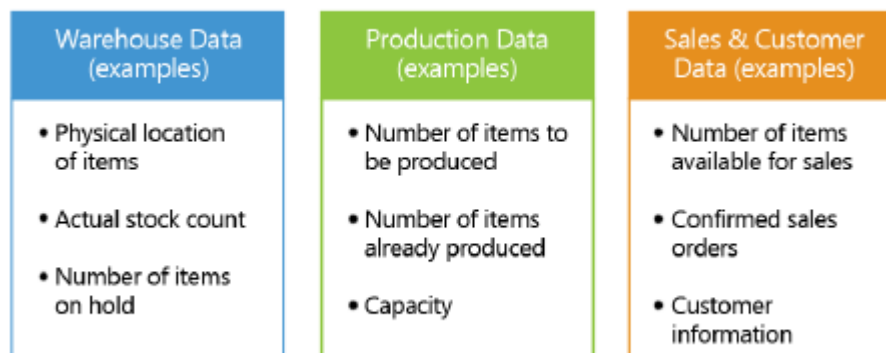 Warehouse Data
(examples)
• Physical location
of items
• Actual stock count
• Number of items
on hold
Production Data
(examples)
• Number of items to
be produced
• Number of items
already produced
• Capacity
Sales & Customer
Data (examples)
• Number of items
available for sales
• Confirmed sales
orders
• Customer
information